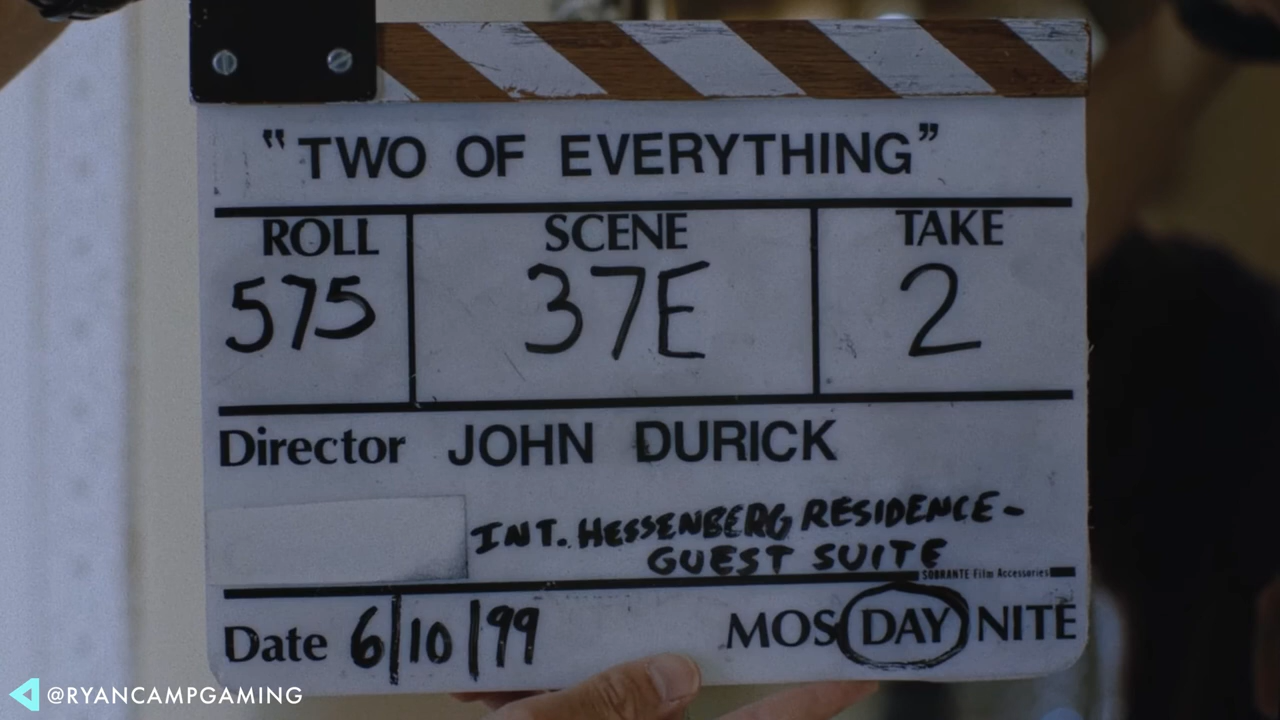 "TWO OF EVERYTHING"
ROLL SCENE TAKE
575 37E 2
Director JOHN DURICK
INT. HESSENBERG RESIDENCE-
GUEST SUITE
SOBRANTE Film Accessories
Date 6/10/99 MOS DAY NITE
@RYANCAMPGAMING